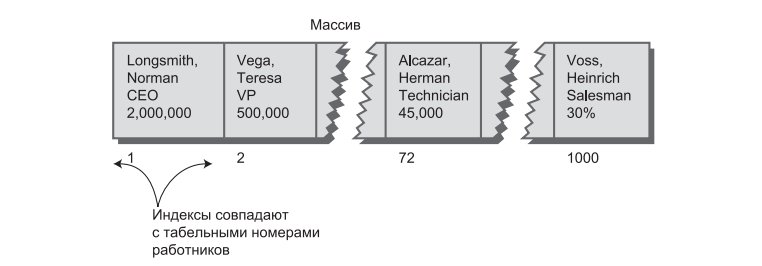 Массив
Longsmith,
Norman
CEO
2,000,000
Vega,
Teresa
VP
500,000
Alcazar,
Herman
Technician
45,000
Voss,
Heinrich
Salesman
30%
1
2
72
1000
Индексы совпадают
с табельными номерами
работников